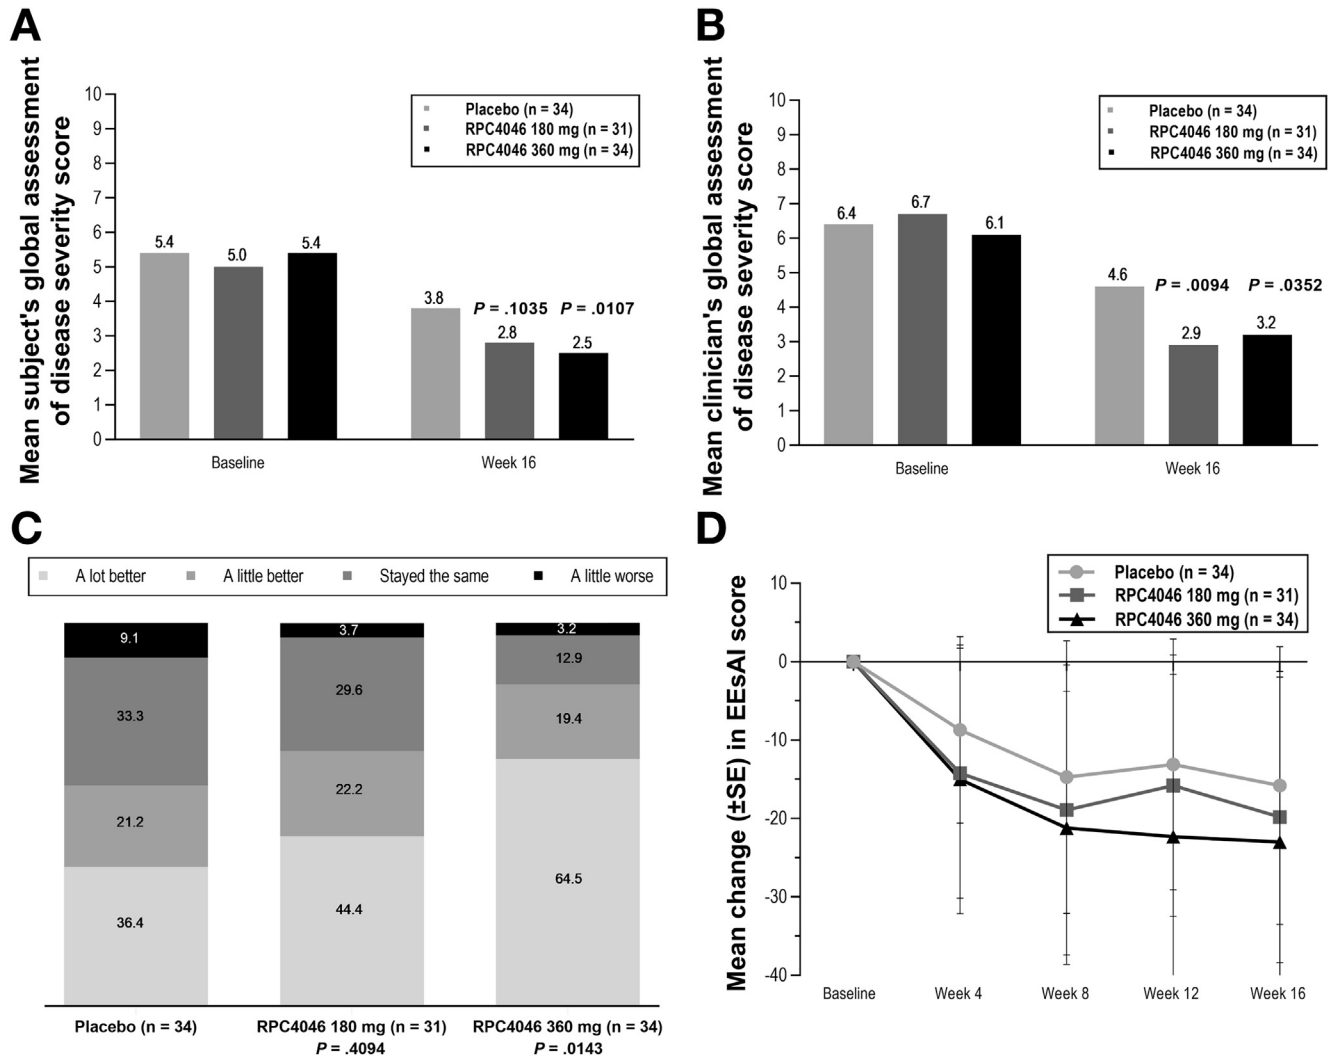 A
Mean subject's global assessment
of disease severity score
10
9
8
7
6
5
4
3
2
1
0
Placebo (n = 34)
RPC4046 180 mg (n = 31)
RPC4046 360 mg (n = 34)
5.4
5.0
5.4
3.8
P = .1035
P = .0107
2.8
2.5
Baseline
Week 16
B
Mean clinician's global assessment
of disease severity score
10
9
8
7
6
5
4
3
2
1
0
Placebo (n = 34)
RPC4046 180 mg (n = 31)
RPC4046 360 mg (n = 34)
6.4
6.7
6.1
4.6
P = .0094
P = .0352
2.9
3.2
Baseline
Week 16
C
A lot better
A little better
Stayed the same
A little worse
9.1
33.3
21.2
36.4
3.7
29.6
22.2
44.4
3.2
12.9
19.4
64.5
Placebo (n = 34)
RPC4046 180 mg (n = 31)
P = .4094
RPC4046 360 mg (n = 34)
P = .0143
D
Mean change (±SE) in EEsAI score
10
0
-10
-20
-30
-40
Placebo (n = 34)
RPC4046 180 mg (n = 31)
RPC4046 360 mg (n = 34)
Baseline
Week 4
Week 8
Week 12
Week 16